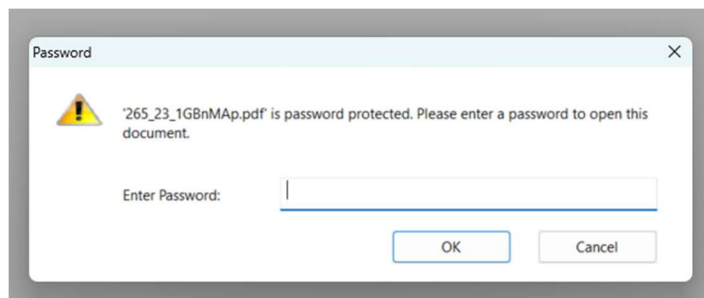 Password
'265_23_1GBnMAp.pdf' is password protected. Please enter a password to open this
document.
Enter Password:
OK
Cancel